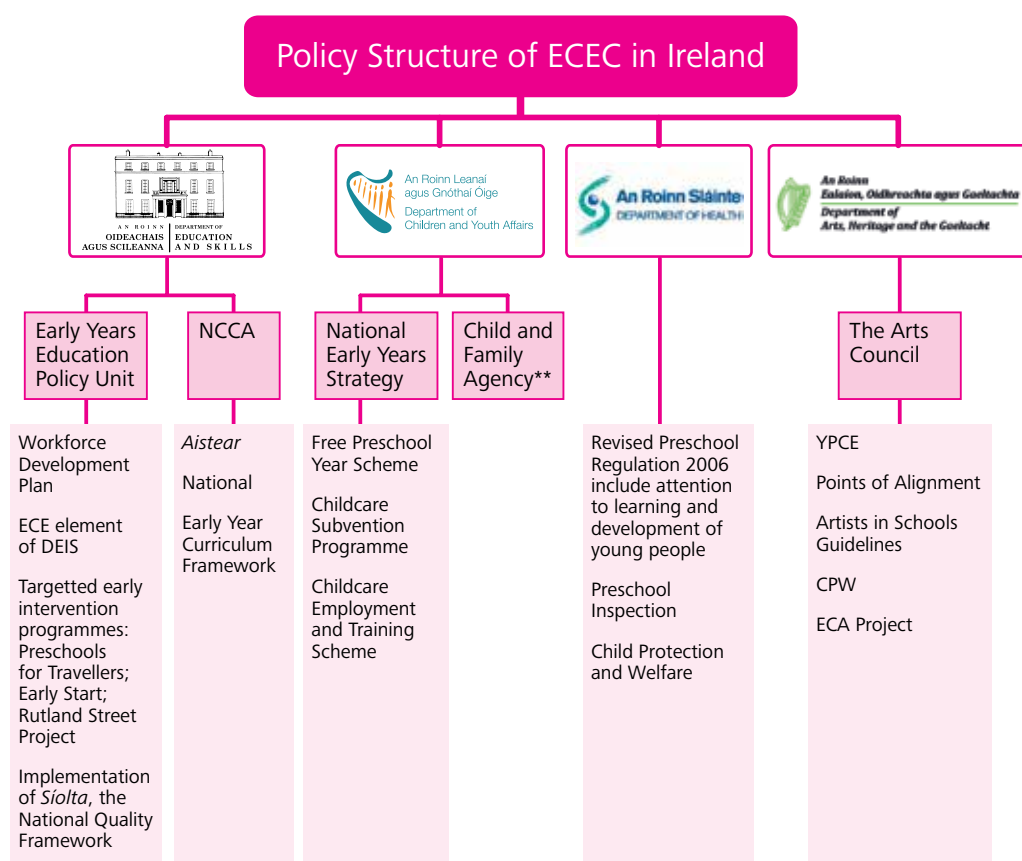 Policy Structure of ECEC in Ireland
AN ROINN
OIDEACHAIS
AGUS SCILEANNA
DEPARTMENT OF
EDUCATION
AND SKILLS
An Roinn Leanaí
agus Gnóthaí Óige
Department of
Children and Youth Affairs
An Roinn Sláinte
DEPARTMENT OF HEALTH
An Roinn
Ealaíon, Oidhreachta agus Gaeltachta
Department of
Arts, Heritage and the Gaeltacht
Early Years
Education
Policy Unit
NCCA
National
Early Years
Strategy
Child and
Family
Agency**
The Arts
Council
Workforce
Development
Plan
ECE element
of DEIS
Targetted early
intervention
programmes:
Preschools
for Travellers;
Early Start;
Rutland Street
Project
Implementation
of Síolta, the
National Quality
Framework
Aistear
National
Early Year
Curriculum
Framework
Free Preschool
Year Scheme
Childcare
Subvention
Programme
Childcare
Employment
and Training
Scheme
Revised Preschool
Regulation 2006
include attention
to learning and
development of
young people
Preschool
Inspection
Child Protection
and Welfare
YPCE
Points of Alignment
Artists in Schools
Guidelines
CPW
ECA Project